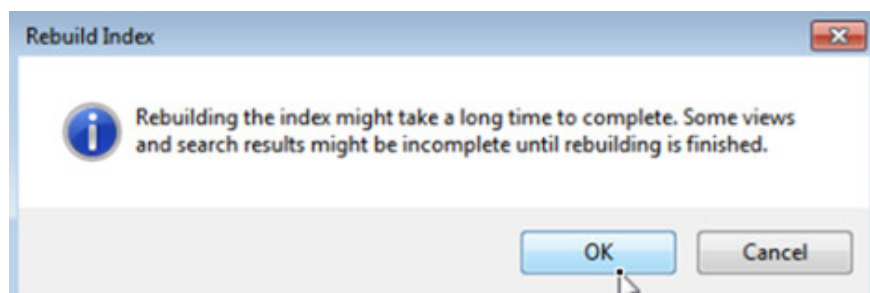 Rebuild Index
Rebuilding the index might take a long time to complete. Some views
and search results might be incomplete until rebuilding is finished.
OK
Cancel